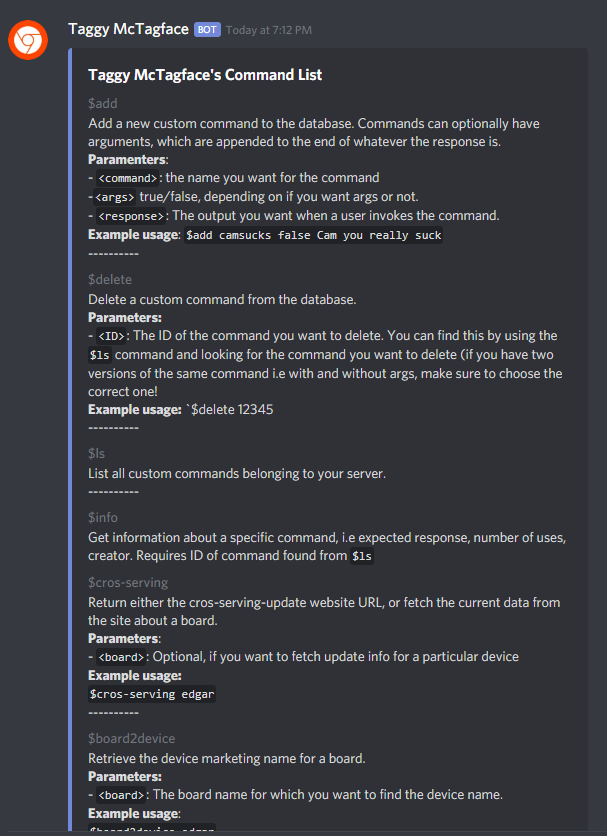 Taggy McTagface BOT Today at 7:12 PM
Taggy McTagface's Command List
$add
Add a new custom command to the database. Commands can optionally have
arguments, which are appended to the end of whatever the response is.
Paramenters:
- <command>: the name you want for the command
-<args> true/false, depending on if you want args or not.
- <response>: The output you want when a user invokes the command.
Example usage: $add camsucks false Cam you really suck
----------
$delete
Delete a custom command from the database.
Parameters:
- <ID>: The ID of the command you want to delete. You can find this by using the
$ls command and looking for the command you want to delete (if you have two
versions of the same command i.e with and without args, make sure to choose the
correct one!
Example usage: `$delete 12345
----------
$ls
List all custom commands belonging to your server.
----------
$info
Get information about a specific command, i.e expected response, number of uses,
creator. Requires ID of command found from $ls
$cros-serving
Return either the cros-serving-update website URL, or fetch the current data from
the site about a board.
Parameters:
- <board>: Optional, if you want to fetch update info for a particular device
Example usage:
$cros-serving edgar
----------
$board2device
Retrieve the device marketing name for a board.
Parameters:
- <board>: The board name for which you want to find the device name.
Example usage:
$board2device edgar